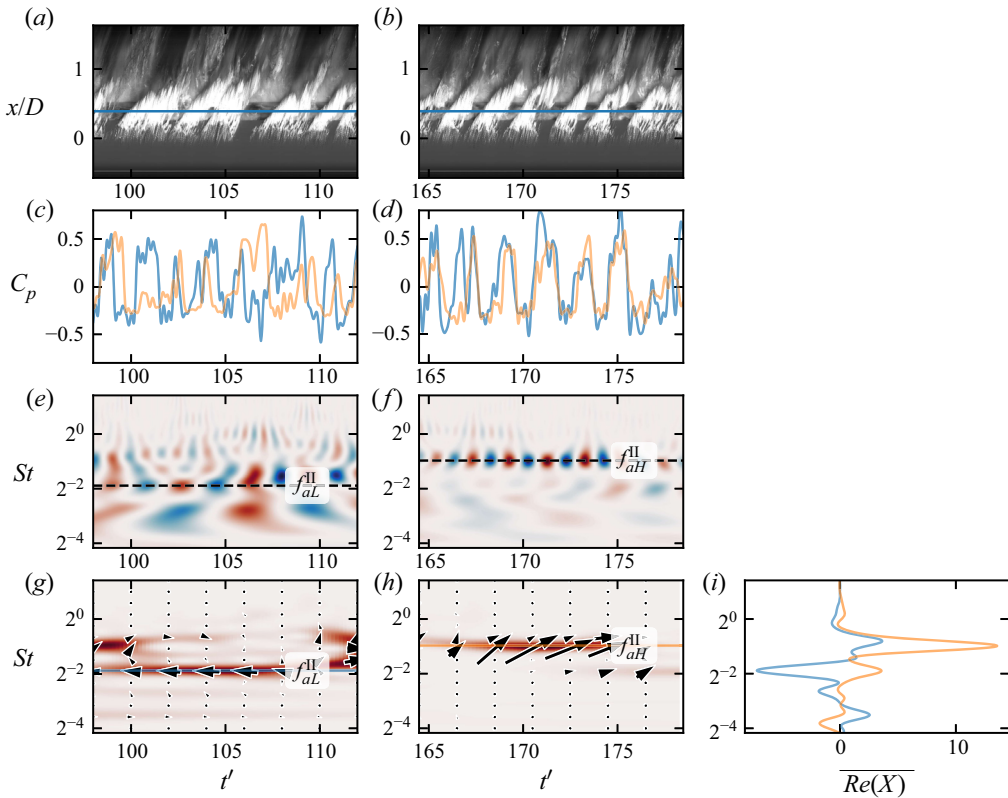 (a) (b)
1 1
x/D
0 0
100 105 110 165 170 175
(c) (d)
0.5 0.5
C_p 0 0
−0.5 −0.5
100 105 110 165 170 175
(e) (f)
2^0 2^0
f_{aH}^{II}
St
2^{−2} f_{aL}^{II} 2^{−2}
2^{−4} 2^{−4}
100 105 110 165 170 175
(g) (h) (i)
2^0 2^0 2^0
f_{aH}^{II}
St
2^{−2} f_{aL}^{II} 2^{−2} 2^{−2}
2^{−4} 2^{−4} 2^{−4}
100 105 110 165 170 175 0 10
t′ t′ \overline{Re(X)}